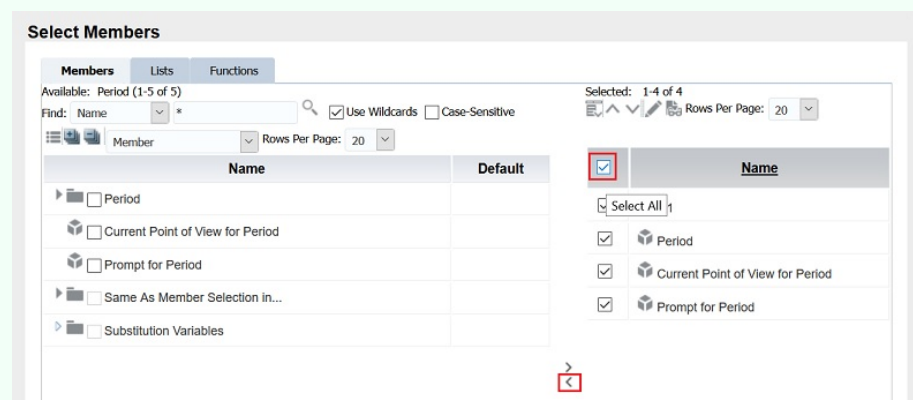 Select Members
Members Lists Functions
Available: Period (1-5 of 5)
Selected: 1-4 of 4
Find: Name * Use Wildcards Case-Sensitive
Rows Per Page: 20
Member Rows Per Page: 20
Name Default
Name
Period
Select All
Current Point of View for Period
Period
Prompt for Period
Current Point of View for Period
Same As Member Selection in...
Prompt for Period
Substitution Variables